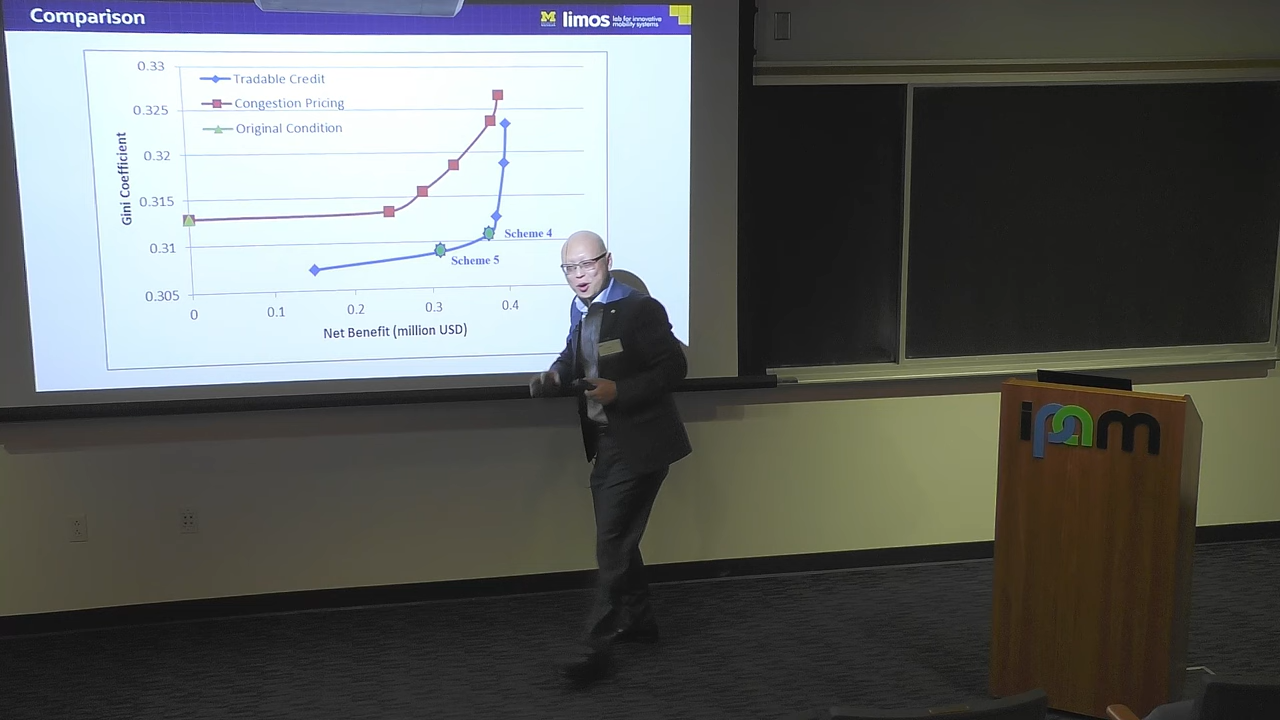 Comparison
M limos lab for innovative
mobility systems
0.33
0.325
0.32
0.315
0.31
0.305
Gini Coefficient
Tradable Credit
Congestion Pricing
Original Condition
Scheme 4
Scheme 5
0
0.1
0.2
0.3
0.4
Net Benefit (million USD)
ipam